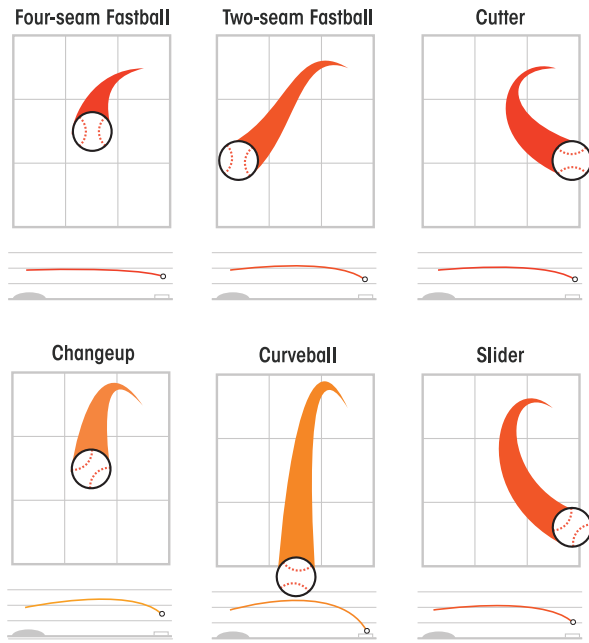 Four-seam Fastball
Two-seam Fastball
Cutter
Changeup
Curveball
Slider